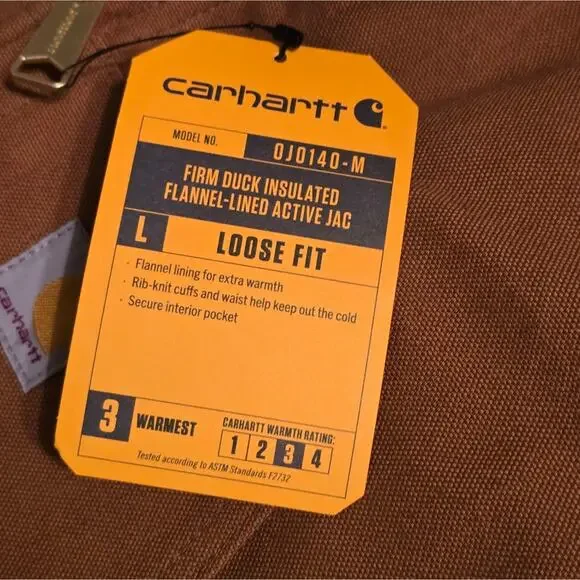 carhartt
MODEL NO. 0J0140-M
FIRM DUCK INSULATED
FLANNEL-LINED ACTIVE JAC
L LOOSE FIT
· Flannel lining for extra warmth
· Rib-knit cuffs and waist help keep out the cold
· Secure interior pocket
carhartt
3 WARMEST
CARHARTT WARMTH RATING:
1 2 3 4
Tested according to ASTM Standards F2732